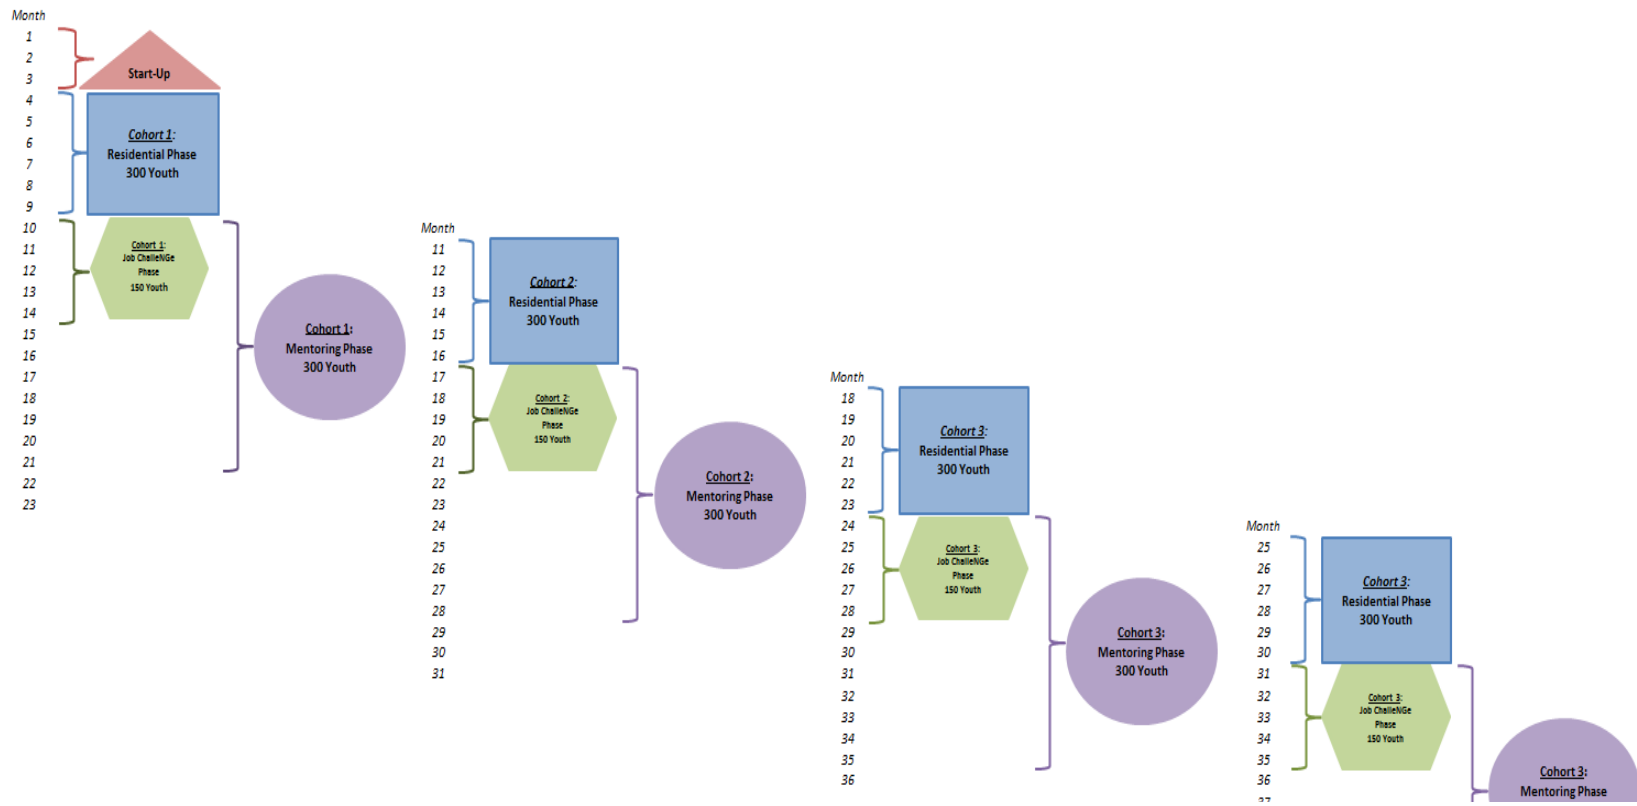 Month
1
2
3
4
5
6
7
8
9
10
11
12
13
14
15
16
17
18
19
20
21
22
23
Start-Up
Cohort 1:
Residential Phase
300 Youth
Cohort 1:
Job ChalleNGe
Phase
150 Youth
Cohort 1:
Mentoring Phase
300 Youth
Month
11
12
13
14
15
16
17
18
19
20
21
22
23
24
25
26
27
28
29
30
31
Cohort 2:
Residential Phase
300 Youth
Cohort 2:
Job ChalleNGe
Phase
150 Youth
Cohort 2:
Mentoring Phase
300 Youth
Month
18
19
20
21
22
23
24
25
26
27
28
29
30
31
32
33
34
35
36
Cohort 3:
Residential Phase
300 Youth
Cohort 3:
Job ChalleNGe
Phase
150 Youth
Cohort 3:
Mentoring Phase
300 Youth
Month
25
26
27
28
29
30
31
32
33
34
35
36
37
Cohort 3:
Residential Phase
300 Youth
Cohort 3:
Job ChalleNGe
Phase
150 Youth
Cohort 3:
Mentoring Phase